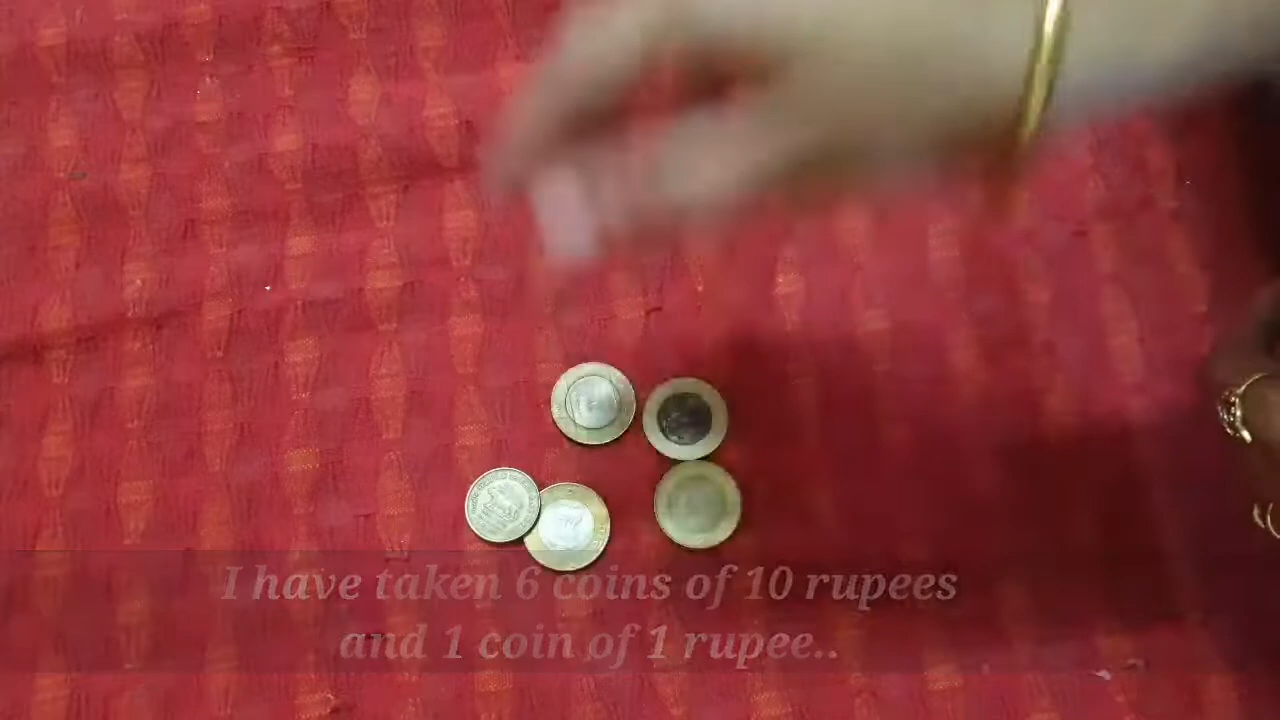 I have taken 6 coins of 10 rupees
and 1 coin of 1 rupee..